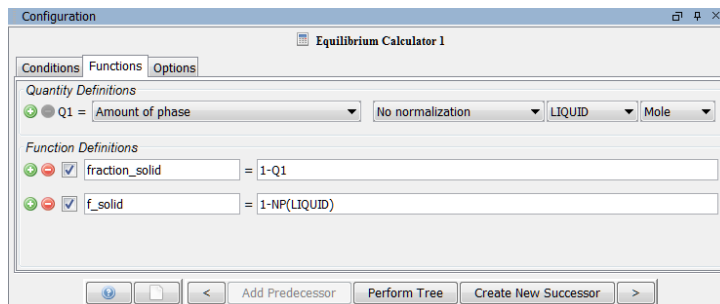 Configuration
Equilibrium Calculator 1
Conditions Functions Options
Quantity Definitions
Q1 = Amount of phase No normalization LIQUID Mole
Function Definitions
fraction_solid = 1-Q1
f_solid = 1-NP(LIQUID)
< Add Predecessor Perform Tree Create New Successor >